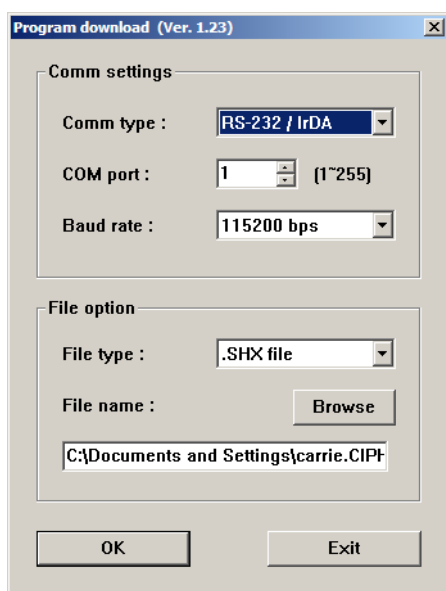 Program download (Ver. 1.23)
Comm settings
Comm type : RS-232 / IrDA
COM port : 1 (1~255)
Baud rate : 115200 bps
File option
File type : .SHX file
File name : Browse
C:\Documents and Settings\carrie.CIPH
OK Exit